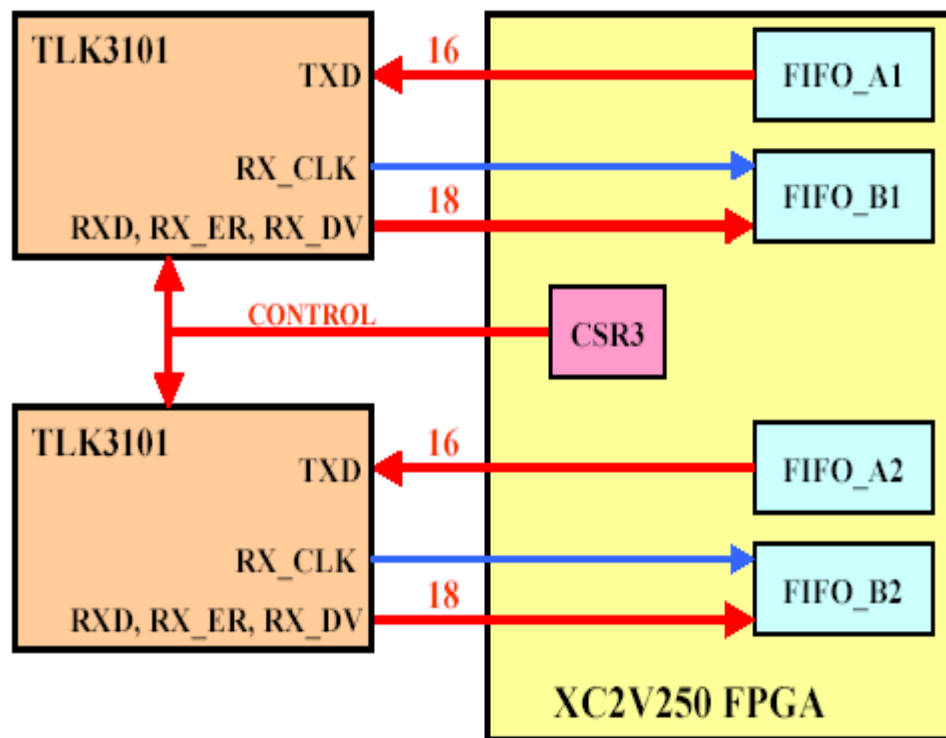 TLK3101
16
TXD
FIFO_A1
RX_CLK
FIFO_B1
18
RXD, RX_ER, RX_DV
CONTROL
CSR3
TLK3101
16
TXD
FIFO_A2
RX_CLK
FIFO_B2
18
RXD, RX_ER, RX_DV
XC2V250 FPGA